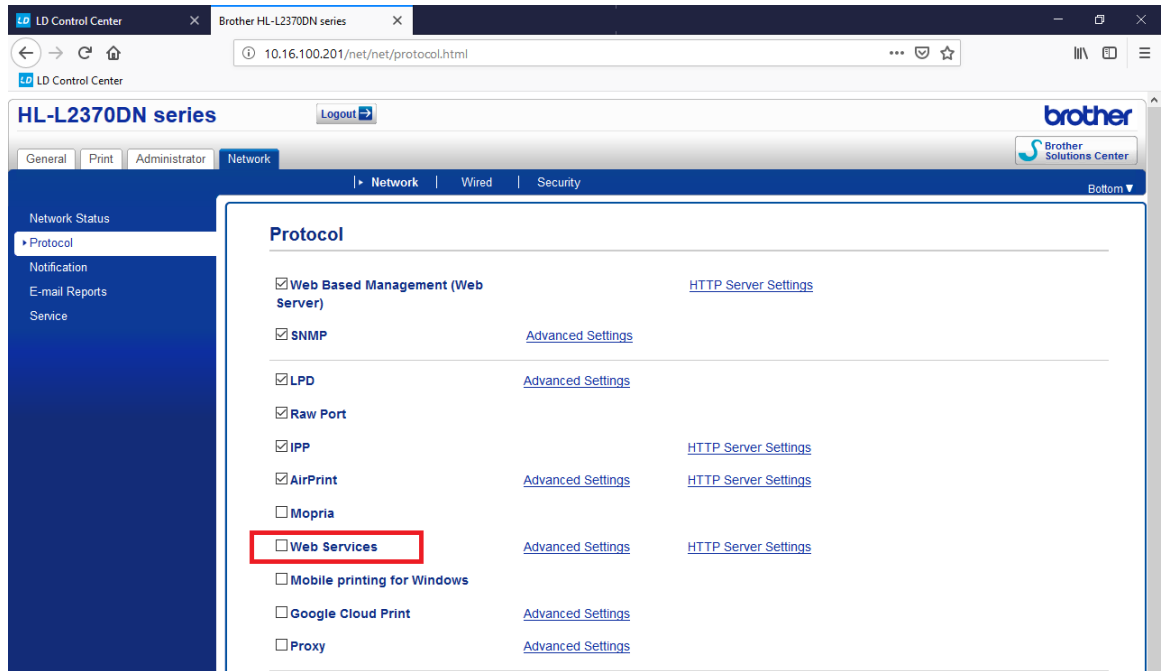 LD LD Control Center
Brother HL-L2370DN series
10.16.100.201/net/net/protocol.html
LD LD Control Center
HL-L2370DN series Logout brother
General Print Administrator Network Brother
Solutions Center
Network Wired Security Bottom
Network Status
Protocol
Notification
E-mail Reports
Service
Protocol
Web Based Management (Web HTTP Server Settings
Server)
SNMP Advanced Settings
LPD Advanced Settings
Raw Port
IPP HTTP Server Settings
AirPrint Advanced Settings HTTP Server Settings
Mopria
Web Services Advanced Settings HTTP Server Settings
Mobile printing for Windows
Google Cloud Print Advanced Settings
Proxy Advanced Settings